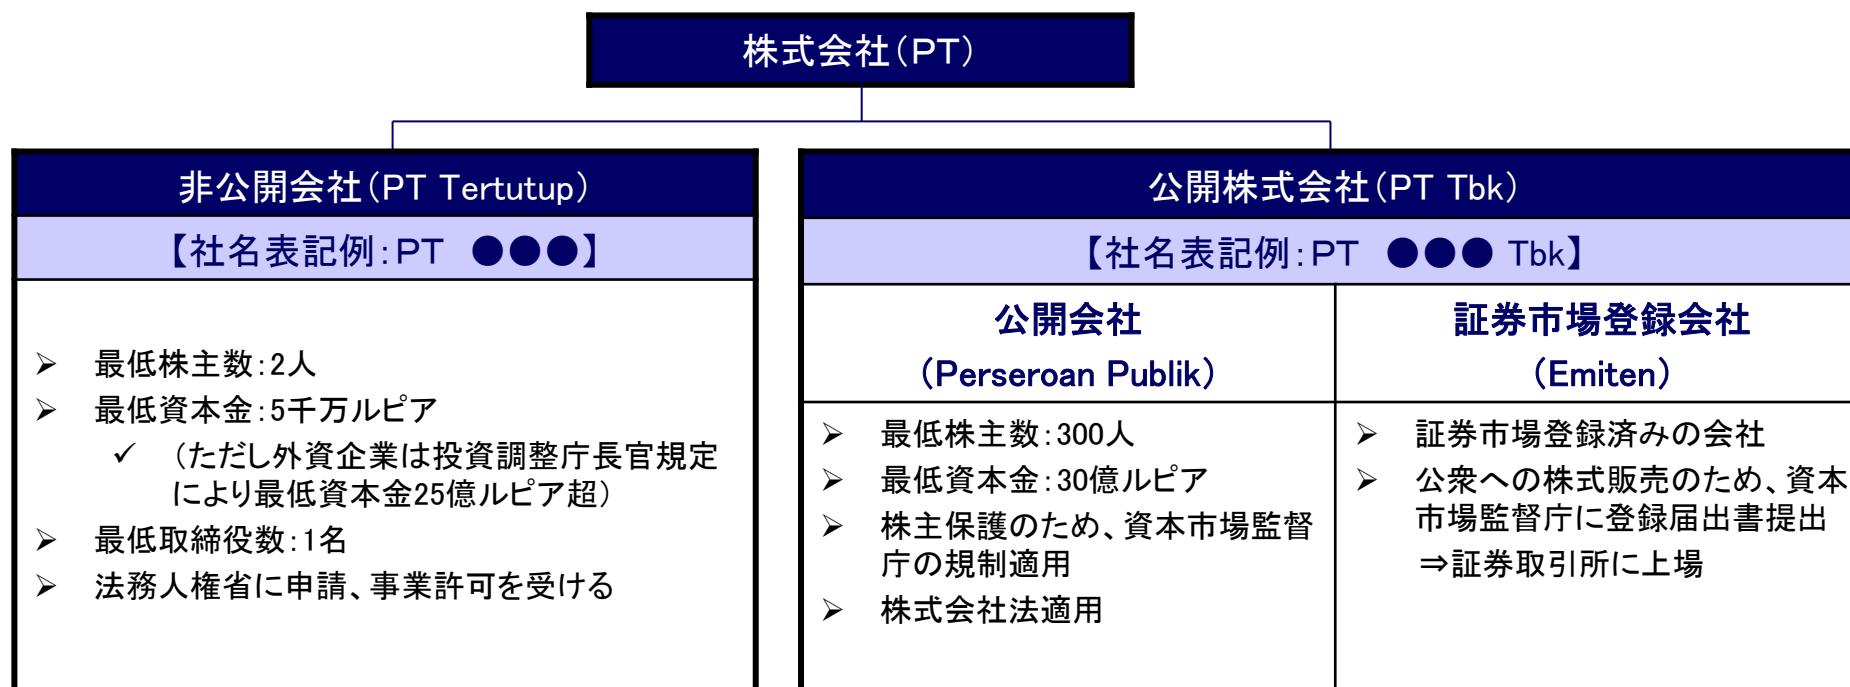 株式会社（PT）
非公開会社（PT Tertutup）
【社名表記例：PT　●●●】
➢ 最低株主数：2人
➢ 最低資本金：5千万ルピア
✓ （ただし外資企業は投資調整庁長官規定
により最低資本金25億ルピア超）
➢ 最低取締役数：1名
➢ 法務人権省に申請、事業許可を受ける
公開株式会社（PT Tbk）
【社名表記例：PT　●●● Tbk】
公開会社
（Perseroan Publik）
➢ 最低株主数：300人
➢ 最低資本金：30億ルピア
➢ 株主保護のため、資本市場監督
庁の規制適用
➢ 株式会社法適用
証券市場登録会社
（Emiten）
➢ 証券市場登録済みの会社
➢ 公衆への株式販売のため、資本
市場監督庁に登録届出書提出
⇒証券取引所に上場